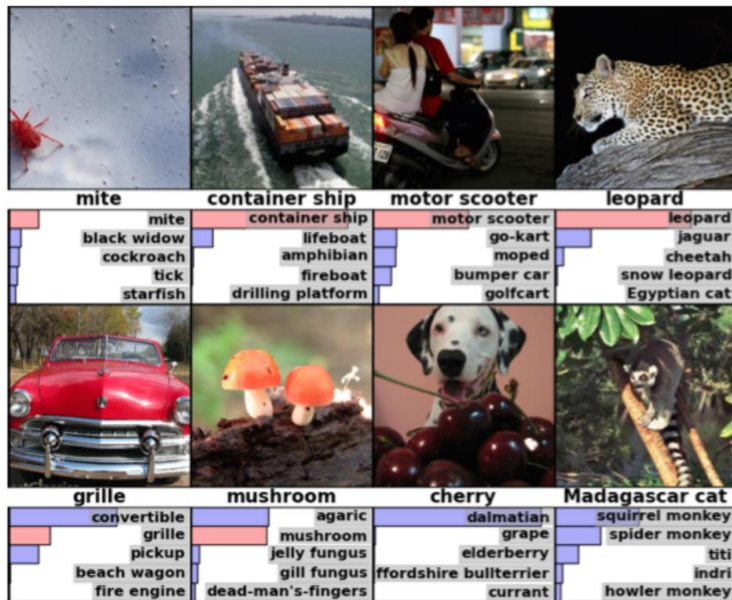 mite
container ship
motor scooter
leopard
mite
black widow
cockroach
tick
starfish
container ship
lifeboat
amphibian
fireboat
drilling platform
motor scooter
go-kart
moped
bumper car
golfcart
leopard
jaguar
cheetah
snow leopard
Egyptian cat
grille
mushroom
cherry
Madagascar cat
convertible
grille
pickup
beach wagon
fire engine
agaric
mushroom
jelly fungus
gill fungus
dead-man's-fingers
dalmatian
grape
elderberry
ffordshire bullterrier
currant
squirrel monkey
spider monkey
titi
indri
howler monkey